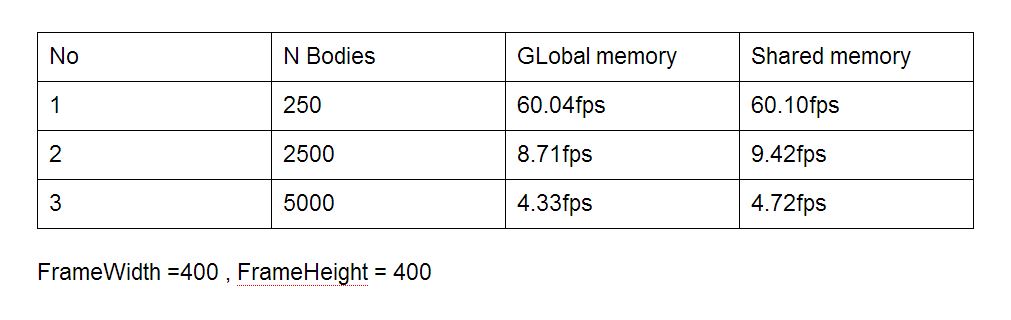 No N Bodies GLobal memory Shared memory
1 250 60.04fps 60.10fps
2 2500 8.71fps 9.42fps
3 5000 4.33fps 4.72fps
FrameWidth =400 , FrameHeight = 400